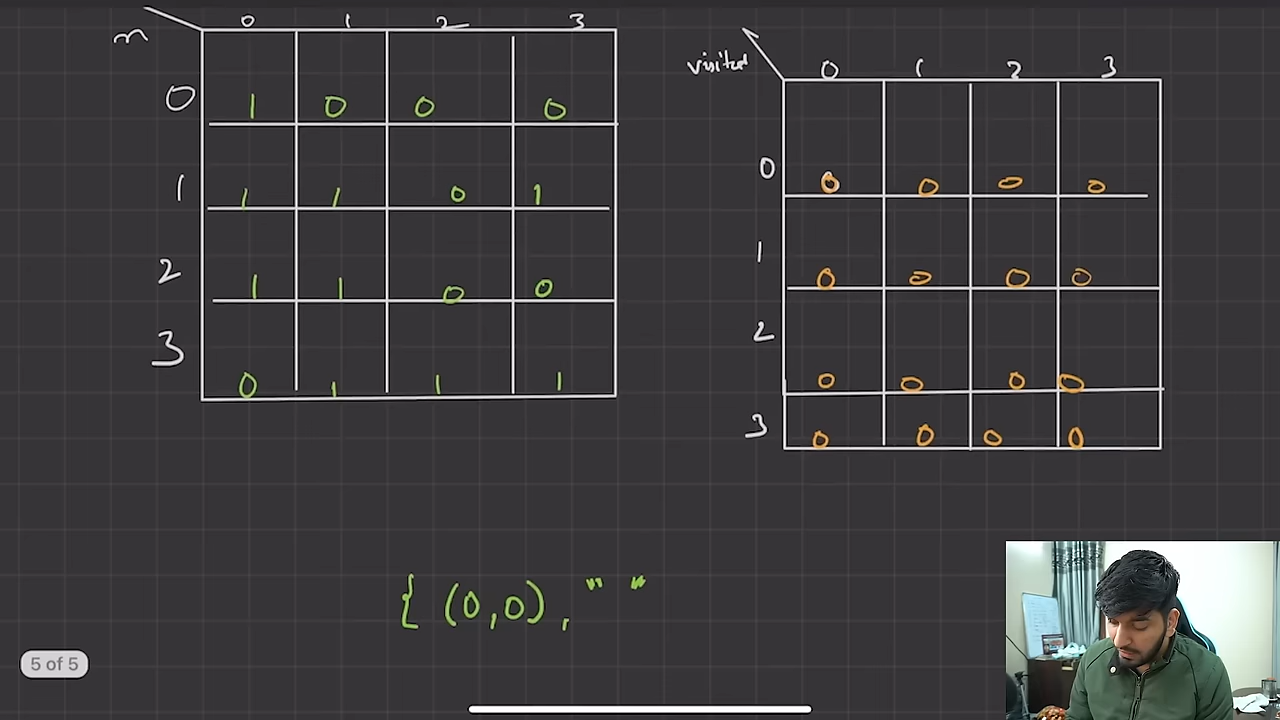 m 0 1 2 3
0 1 0 0 0
1 1 1 0 1
2 1 1 0 0
3 0 1 1 1
visited 0 1 2 3
0 0 0 0 0
1 0 0 0 0
2 0 0 0 0
3 0 0 0 0
{ (0,0), " "
5 of 5